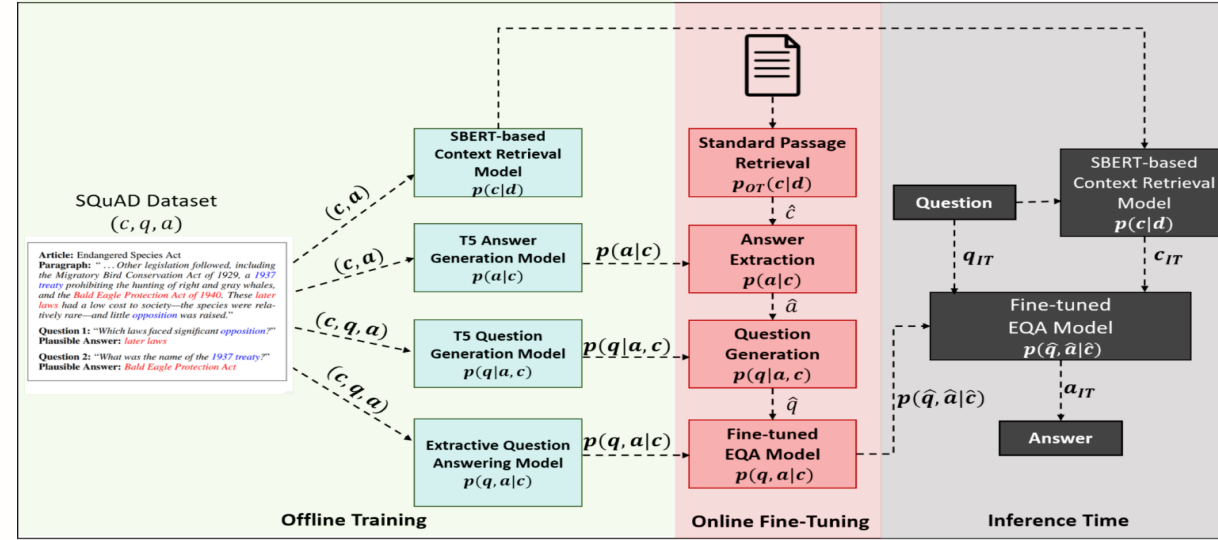 SQuAD Dataset
(c, q, a)
Article: Endangered Species Act
Paragraph: “ … Other legislation followed, including
the Migratory Bird Conservation Act of 1929, a 1937
treaty prohibiting the hunting of right and gray whales,
and the Bald Eagle Protection Act of 1940. These later
laws had a low cost to society—the species were rela-
tively rare—and little opposition was raised.”
Question 1: “Which laws faced significant opposition?”
Plausible Answer: later laws
Question 2: “What was the name of the 1937 treaty?”
Plausible Answer: Bald Eagle Protection Act
(c, a)
(c, a)
(c, q, a)
(c, q, a)
SBERT-based
Context Retrieval
Model
p(c|d)
T5 Answer
Generation Model
p(a|c)
T5 Question
Generation Model
p(q|a, c)
Extractive Question
Answering Model
p(q, a|c)
p(a|c)
p(q|a, c)
p(q, a|c)
Offline Training
Standard Passage
Retrieval
p_OT(c|d)
ĉ
Answer
Extraction
p(a|c)
â
Question
Generation
p(q|a, c)
q̂
Fine-tuned
EQA Model
p(q, a|c)
Online Fine-Tuning
p(q̂, â|ĉ)
Question
SBERT-based
Context Retrieval
Model
p(c|d)
q_IT
c_IT
Fine-tuned
EQA Model
p(q̂, â|ĉ)
a_IT
Answer
Inference Time